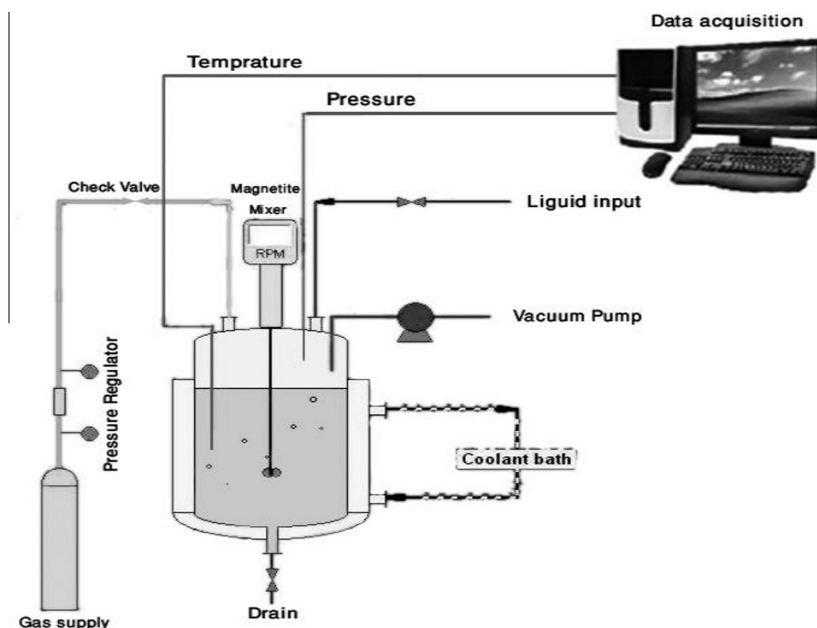 Data acquisition
Temprature
Pressure
Check Valve
Magnetite
Mixer
RPM
Liguid input
Vacuum Pump
Pressure Regulator
Coolant bath
Drain
Gas supply